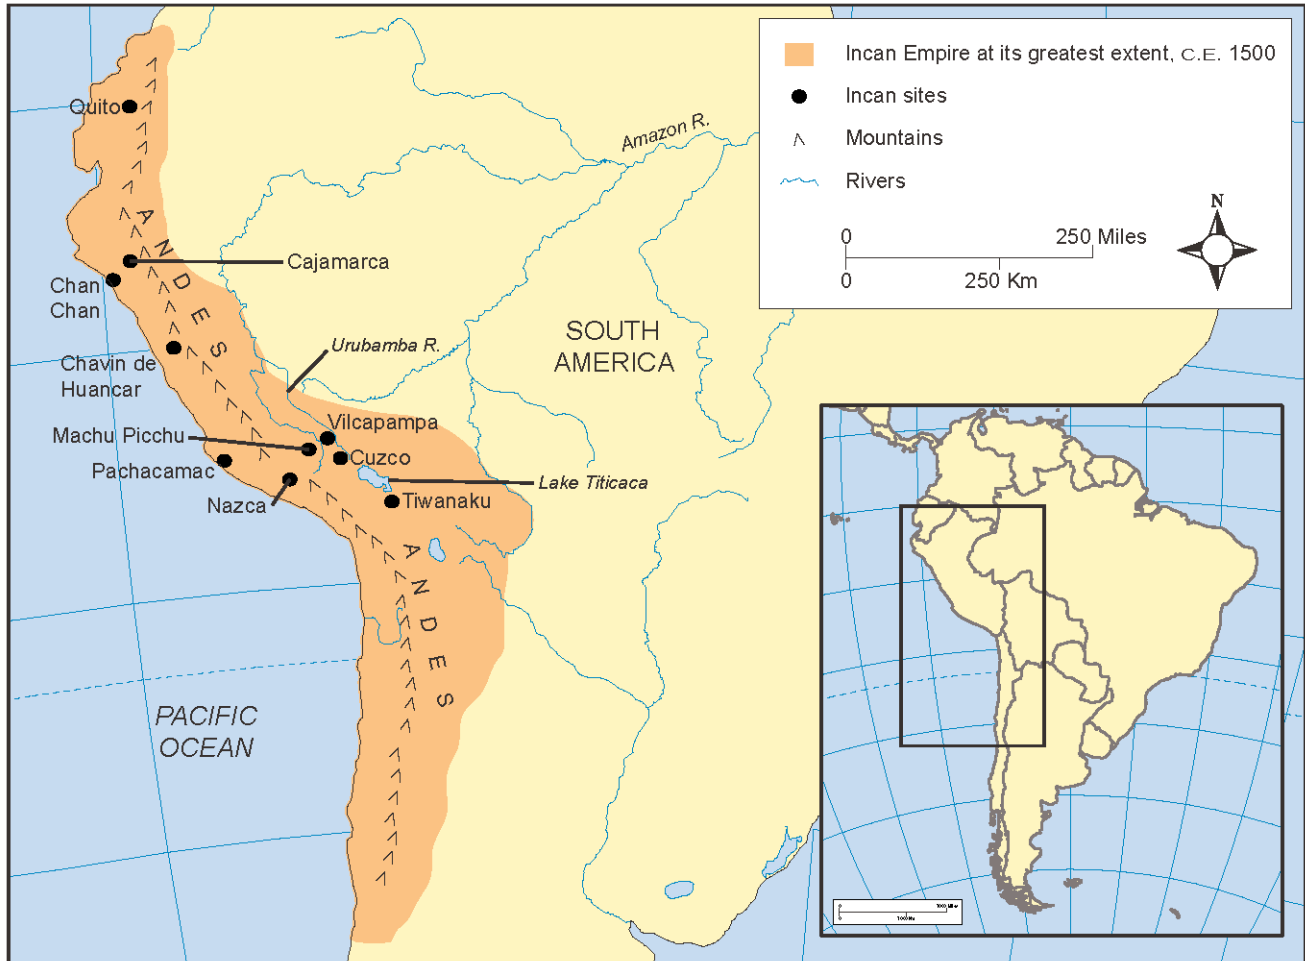 Incan Empire at its greatest extent, C.E. 1500
Incan sites
Mountains
Rivers
N
0
250 Miles
0
250 Km
Quito
Amazon R.
ANDES
Cajamarca
Chan
Chan
SOUTH
AMERICA
Urubamba R.
Chavin de
Huancar
Vilcapampa
Machu Picchu
Cuzco
Pachacamac
Lake Titicaca
Nazca
Tiwanaku
ANDES
PACIFIC
OCEAN